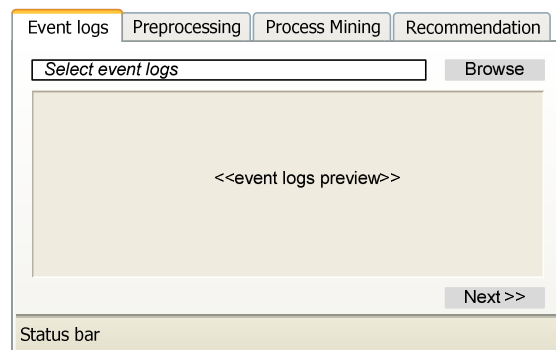 Event logs Preprocessing Process Mining Recommendation
Select event logs Browse
<<event logs preview>>
Next >>
Status bar